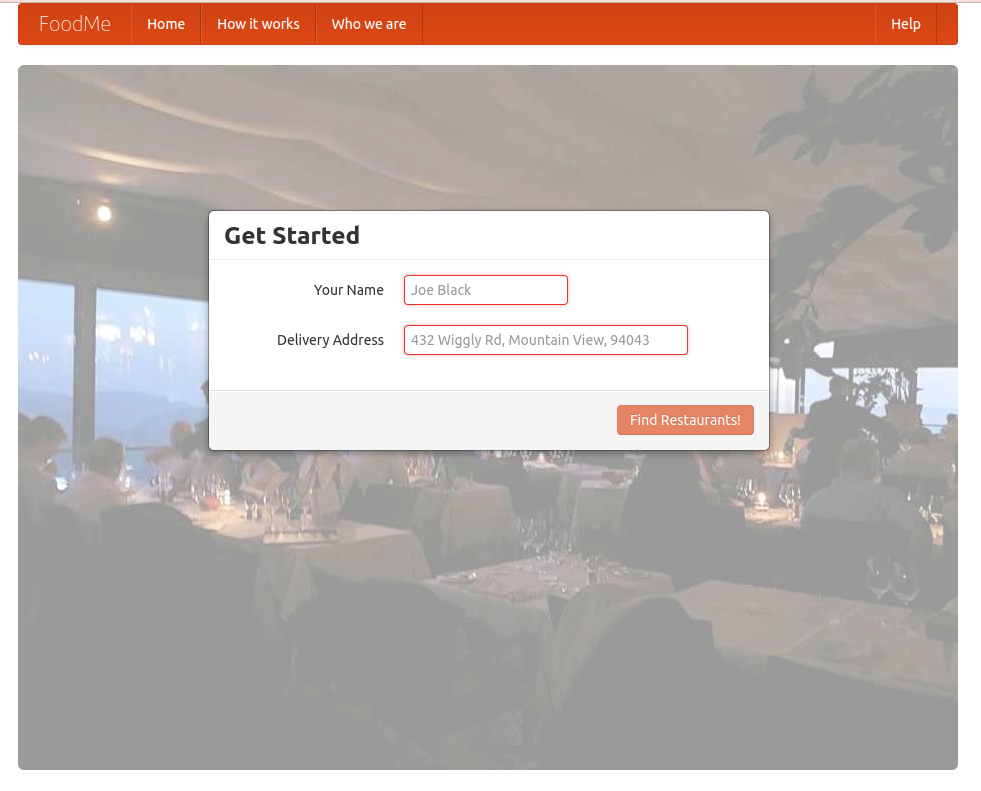 FoodMe Home How it works Who we are Help
Get Started
Your Name Joe Black
Delivery Address 432 Wiggly Rd, Mountain View, 94043
Find Restaurants!